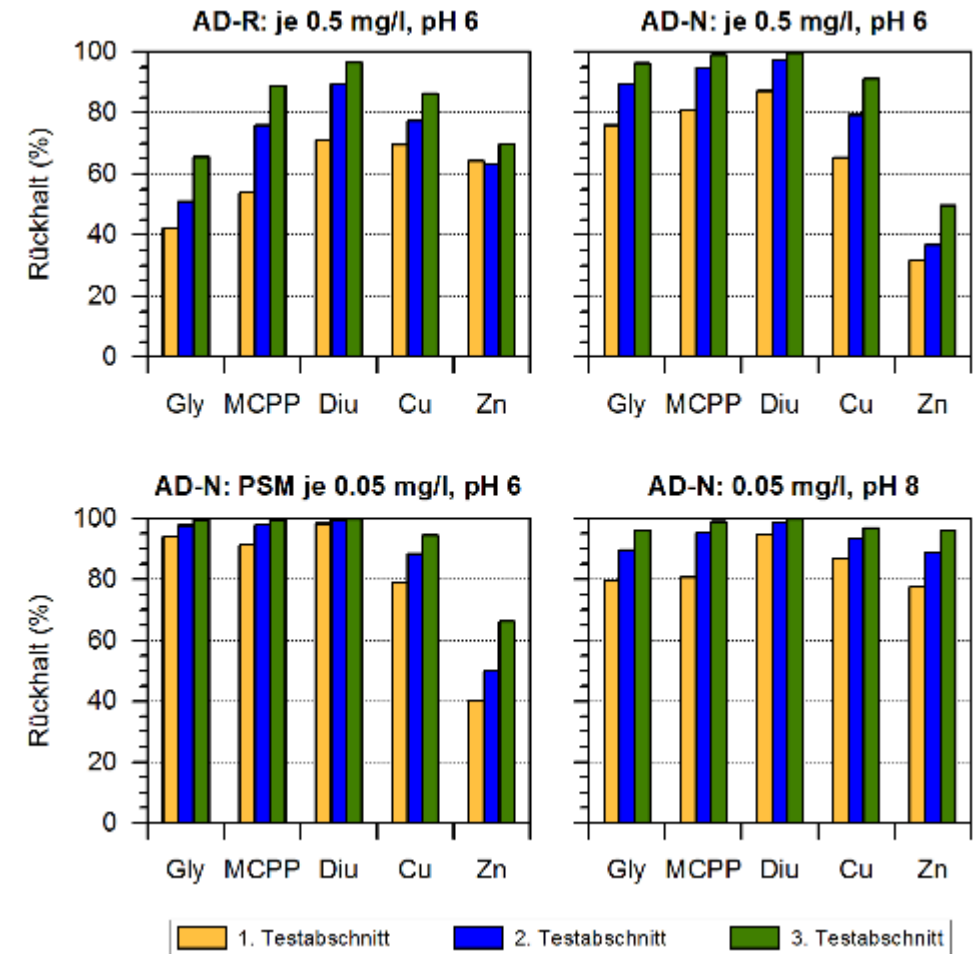 AD-R: je 0.5 mg/l, pH 6
AD-N: je 0.5 mg/l, pH 6
Rückhalt (%)
100
80
60
40
20
0
Gly MCPP Diu Cu Zn
Gly MCPP Diu Cu Zn
AD-N: PSM je 0.05 mg/l, pH 6
AD-N: 0.05 mg/l, pH 8
Rückhalt (%)
100
80
60
40
20
0
Gly MCPP Diu Cu Zn
Gly MCPP Diu Cu Zn
1. Testabschnitt 2. Testabschnitt 3. Testabschnitt